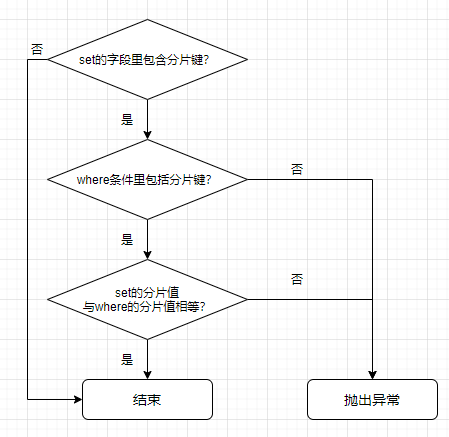 否
set的字段里包含分片键?
是
where条件里包括分片键?
否
是
set的分片值
与where的分片值相等?
否
是
结束
抛出异常